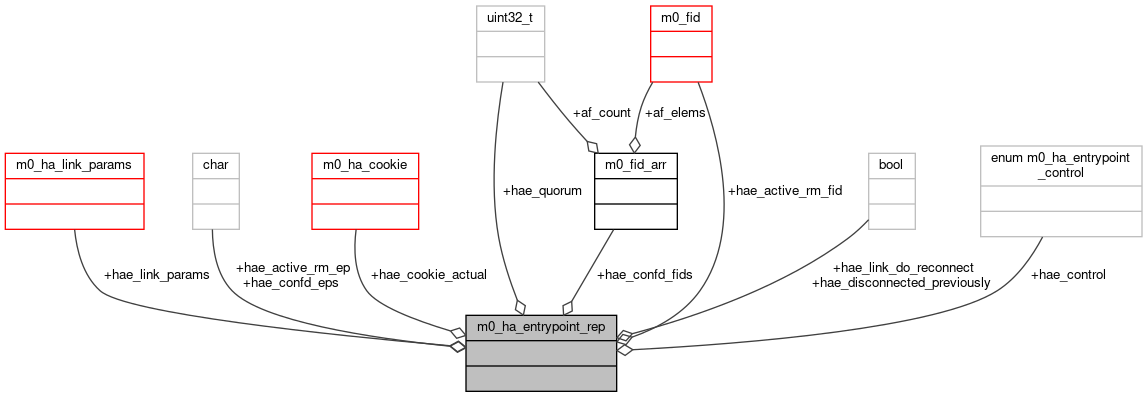 uint32_t
m0_fid
+af_count
+af_elems
m0_ha_link_params
char
m0_ha_cookie
m0_fid_arr
bool
enum m0_ha_entrypoint
_control
+hae_quorum
+hae_active_rm_fid
+hae_link_params
+hae_active_rm_ep
+hae_confd_eps
+hae_cookie_actual
+hae_confd_fids
+hae_link_do_reconnect
+hae_disconnected_previously
+hae_control
m0_ha_entrypoint_rep